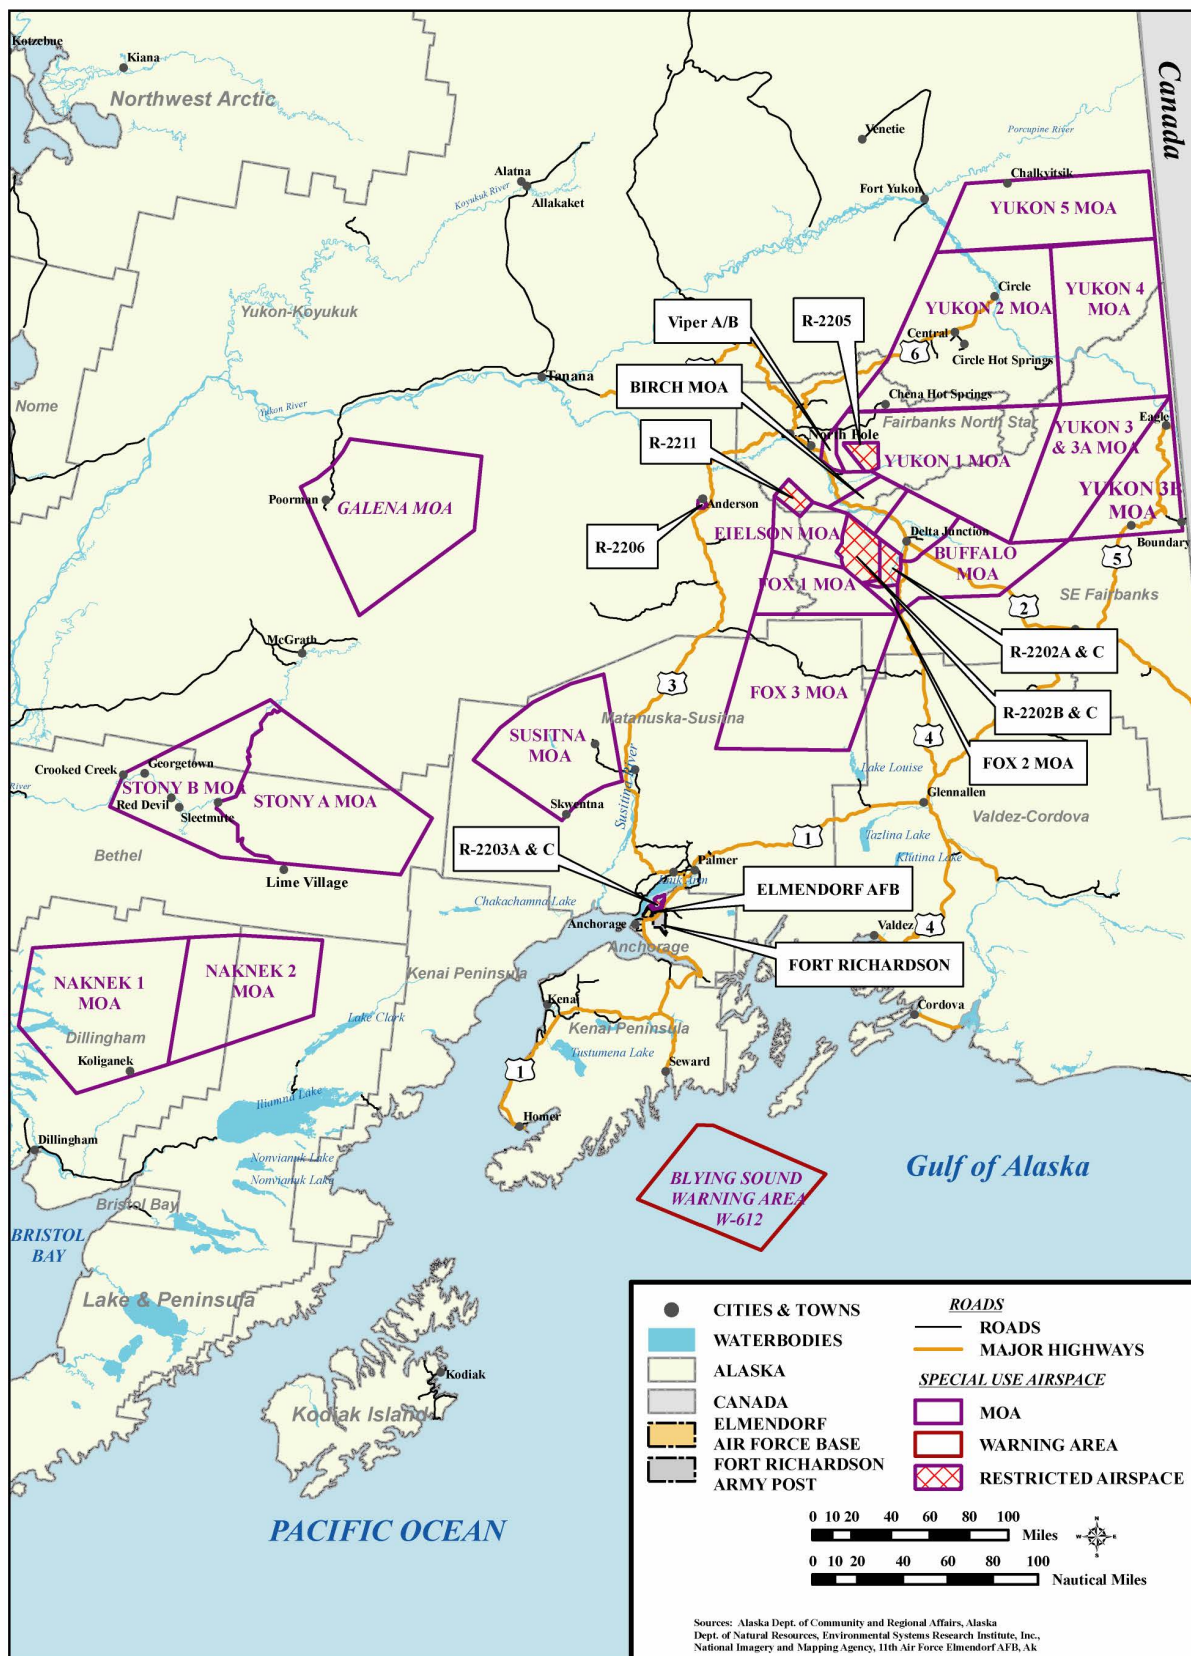 Kotzebue
Kiana
Northwest Arctic
Canada
Venetie
Porcupine River
Alatna
Allakaket
Koyukuk River
Fort Yukon
Chalkyitsik
YUKON 5 MOA
YUKON 4
MOA
Circle
YUKON 2 MOA
Central
Circle Hot Springs
6
Viper A/B
R-2205
Yukon-Koyukuk
BIRCH MOA
Tanana
Nome
Yukon River
Chena Hot Springs
Fairbanks North Star
Eagle
North Pole
YUKON 3
& 3A MOA
YUKON 1 MOA
R-2211
YUKON 3B
MOA
Poorman
GALENA MOA
Anderson
EIELSON MOA
Delta Junction
Boundary
R-2206
BUFFALO
MOA
5
FOX 1 MOA
SE Fairbanks
2
McGrath
R-2202A & C
3
FOX 3 MOA
R-2202B & C
Matanuska-Susitna
SUSITNA
MOA
4
FOX 2 MOA
Georgetown
Crooked Creek
River
STONY B MOA
STONY A MOA
Red Devil
Sleetmute
Lake Louise
Susitna River
Skwentna
Glennallen
Valdez-Cordova
1
Tazlina Lake
Klutina Lake
Bethel
R-2203A & C
Palmer
Lime Village
ELMENDORF AFB
Chakachamna Lake
Anchorage
Anchorage
Valdez
4
FORT RICHARDSON
NAKNEK 1
MOA
NAKNEK 2
MOA
Kenai Peninsula
Kenai
Lake Clark
Cordova
Dillingham
Kenai Peninsula
Tustumena Lake
Koliganek
1
Seward
Iliamna Lake
Homer
Dillingham
Nonvianuk Lake
Nonvianuk Lake
Gulf of Alaska
BLYING SOUND
WARNING AREA
W-612
Bristol Bay
BRISTOL
BAY
Lake & Peninsula
Kodiak
Kodiak Island
PACIFIC OCEAN
CITIES & TOWNS
WATERBODIES
ALASKA
CANADA
ELMENDORF
AIR FORCE BASE
FORT RICHARDSON
ARMY POST
ROADS
ROADS
MAJOR HIGHWAYS
SPECIAL USE AIRSPACE
MOA
WARNING AREA
RESTRICTED AIRSPACE
0 10 20 40 60 80 100
Miles
N
W E
S
0 10 20 40 60 80 100
Nautical Miles
Sources: Alaska Dept. of Community and Regional Affairs, Alaska
Dept. of Natural Resources, Environmental Systems Research Institute, Inc.,
National Imagery and Mapping Agency, 11th Air Force Elmendorf AFB, Ak